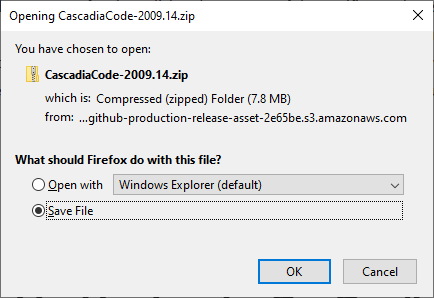 Opening CascadiaCode-2009.14.zip
You have chosen to open:
CascadiaCode-2009.14.zip
which is: Compressed (zipped) Folder (7.8 MB)
from: ...github-production-release-asset-2e65be.s3.amazonaws.com
What should Firefox do with this file?
Open with Windows Explorer (default)
Save File
OK Cancel